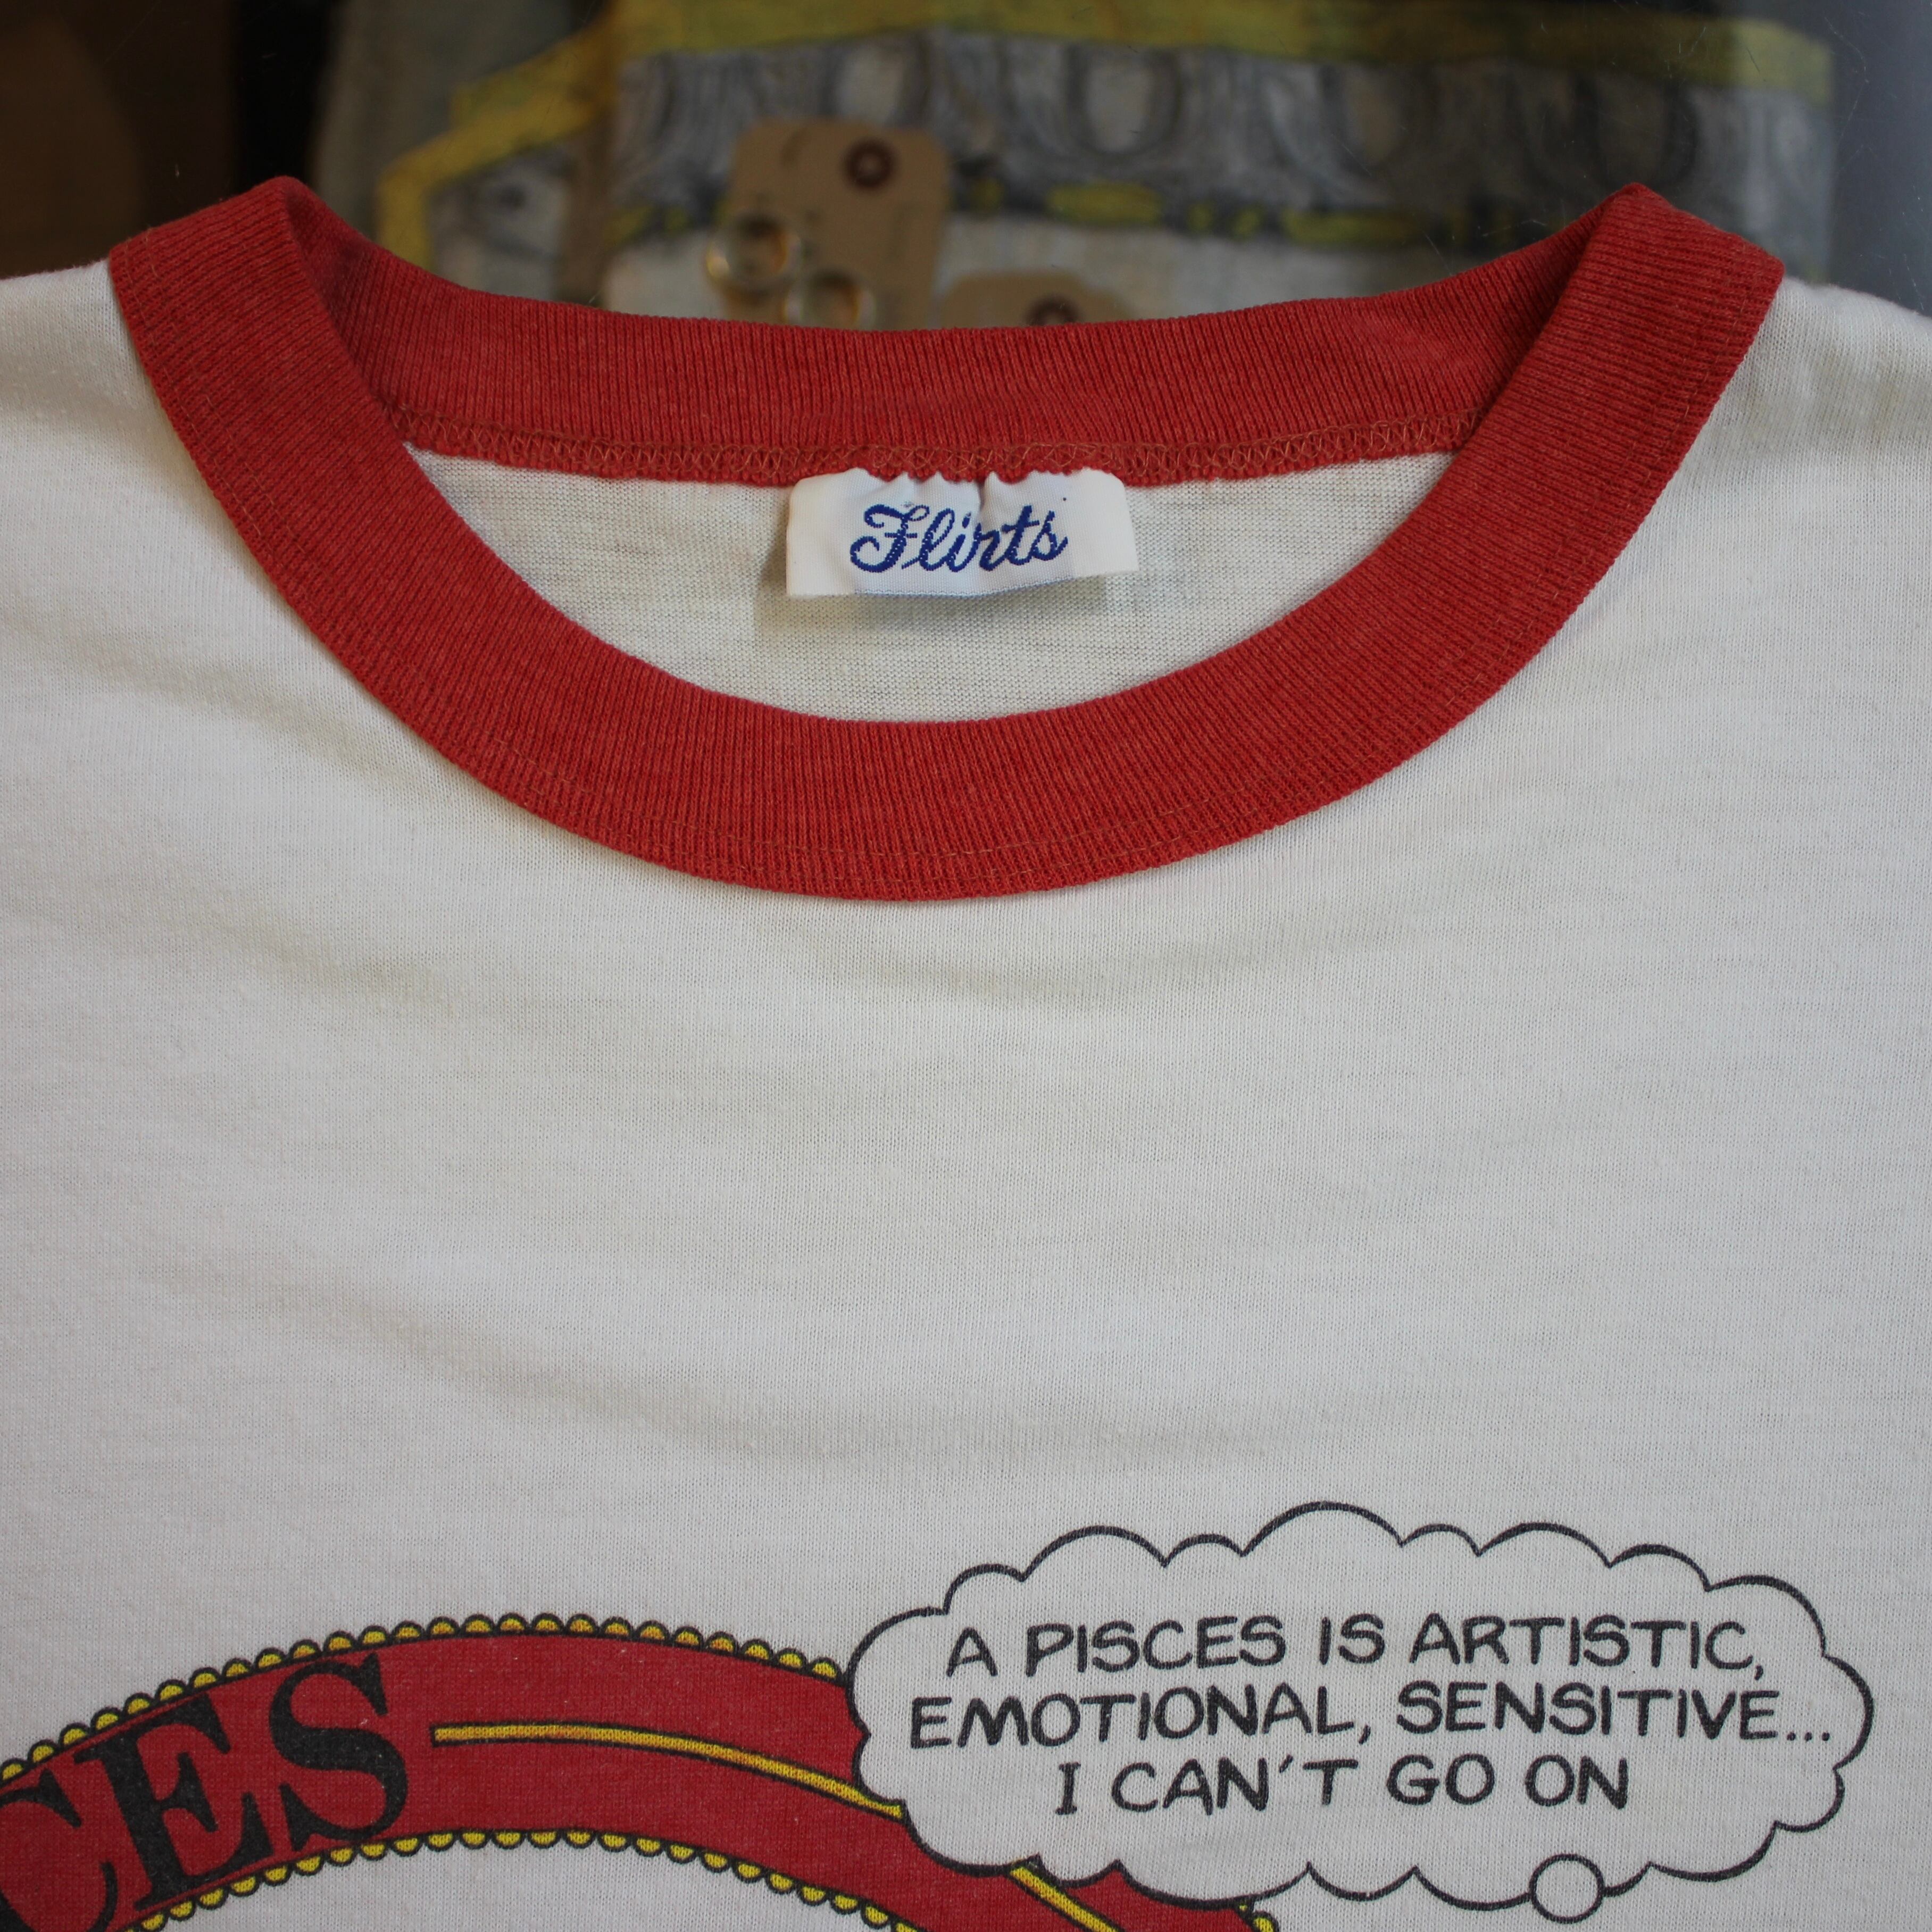 Flirts
CES
A PISCES IS ARTISTIC,
EMOTIONAL, SENSITIVE...
I CAN'T GO ON